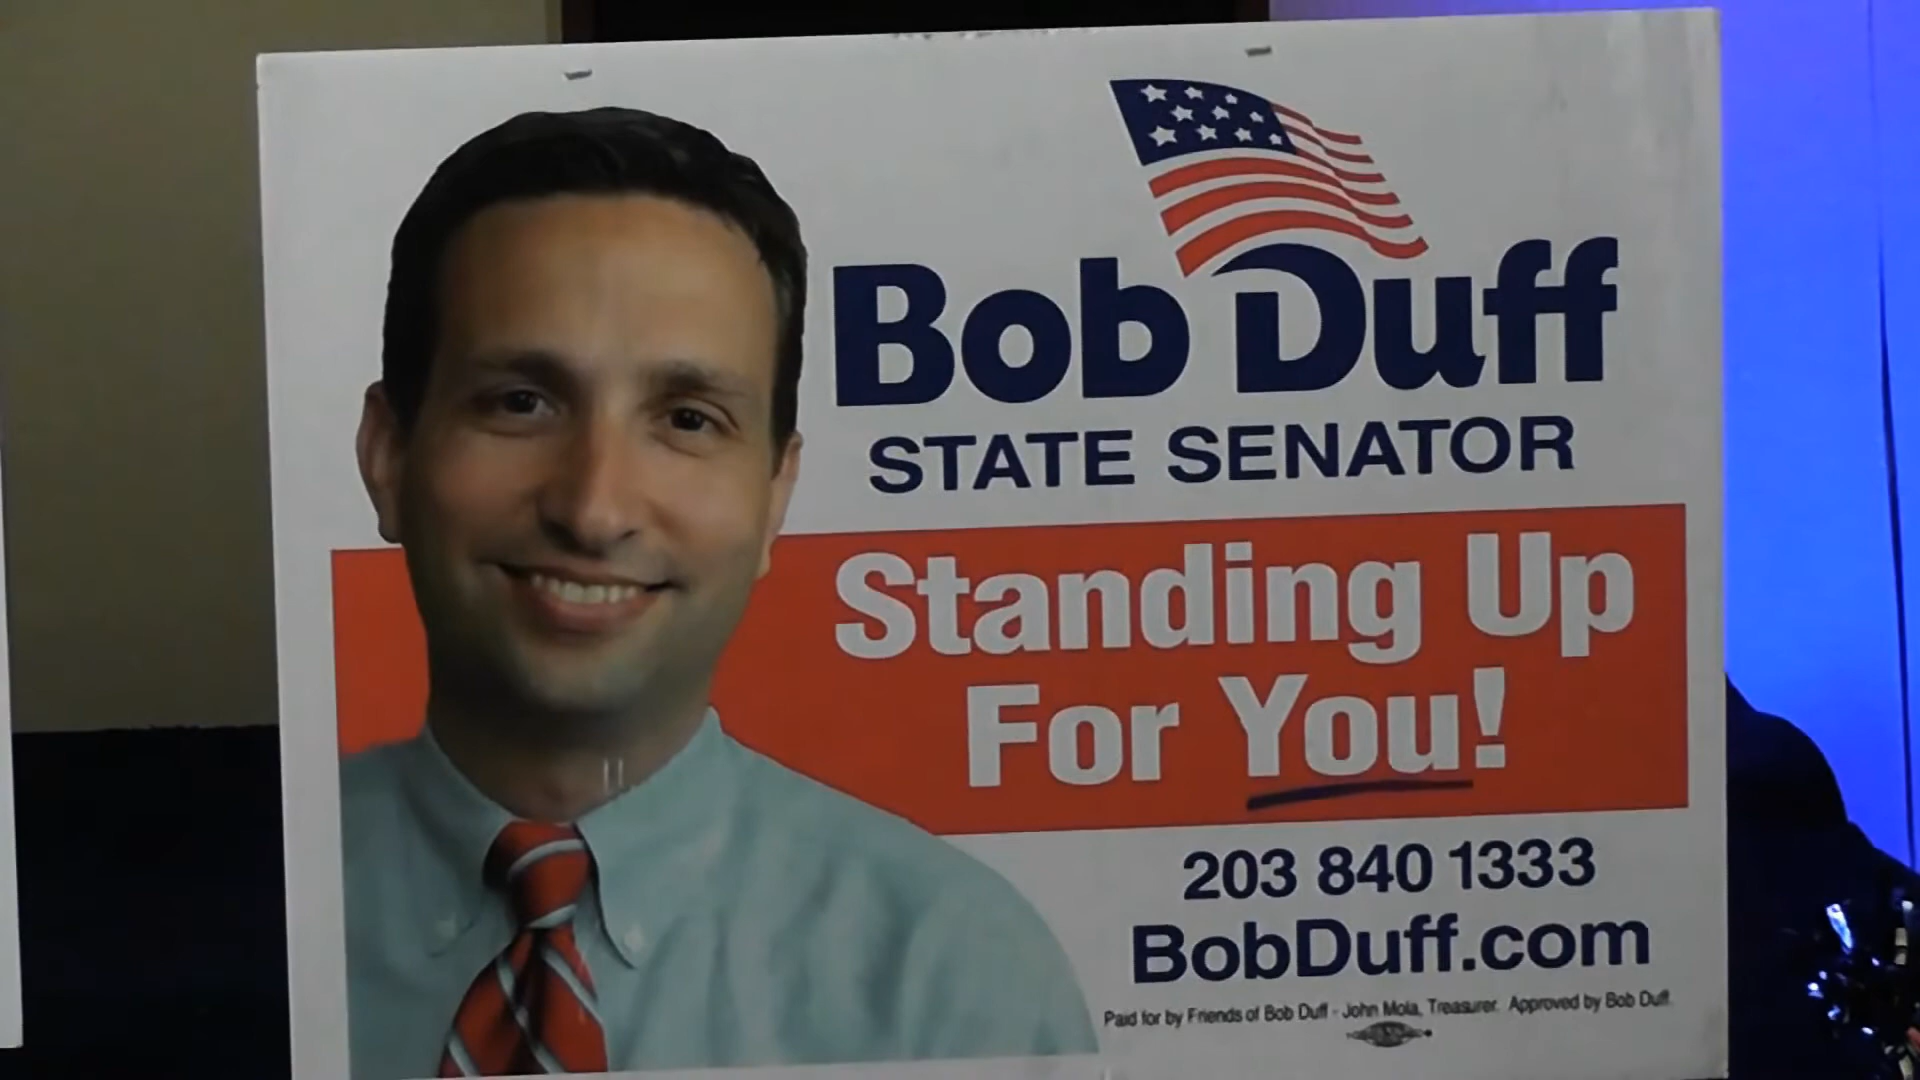 Bob Duff
STATE SENATOR
Standing Up
For You!
203 840 1333
BobDuff.com
Paid for by Friends of Bob Duff - John Mola, Treasurer. Approved by Bob Duff.